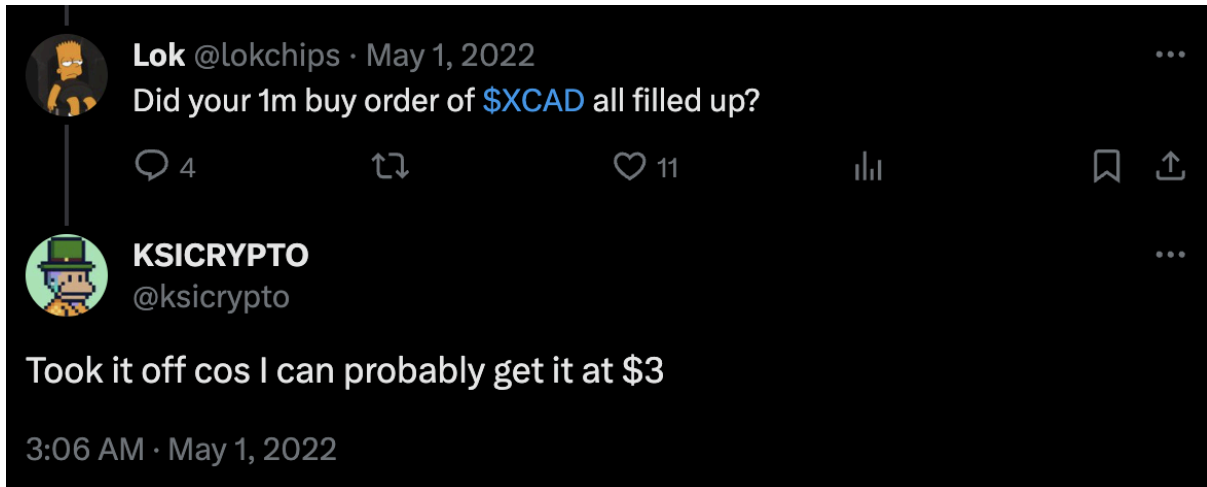 Lok @lokchips · May 1, 2022
Did your 1m buy order of $XCAD all filled up?
4 11
KSICRYPTO
@ksicrypto
Took it off cos I can probably get it at $3
3:06 AM · May 1, 2022